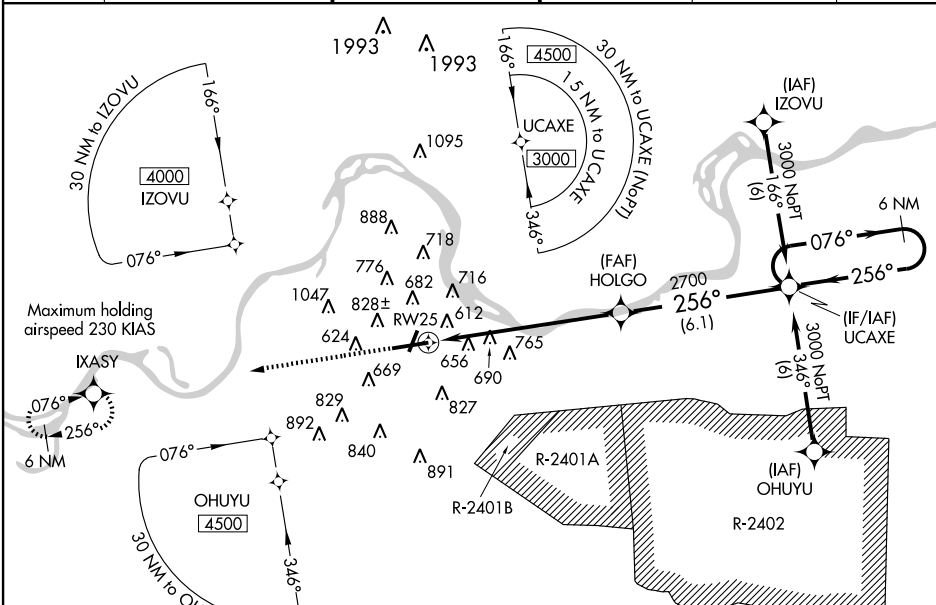 1993
1993
166°
4500
30 NM to UCAXE (NoPT)
15 NM to UCAXE
UCAXE
3000
346°
(IAF)
IZOVU
3000 NoPT
166°
(6)
6 NM
076°
256°
30 NM to IZOVU
166°
4000
IZOVU
076°
1095
888
718
776
682
716
1047
828±
RW25
612
624
656
690
765
669
827
829
892
840
891
(FAF)
HOLGO
2700
256°
(6.1)
(IF/IAF)
UCAXE
3000 NoPT
346°
(6)
Maximum holding
airspeed 230 KIAS
IXASY
076°
256°
6 NM
076°
OHUYU
4500
30 NM to OHU
346°
R-2401A
R-2401B
(IAF)
OHUYU
R-2402